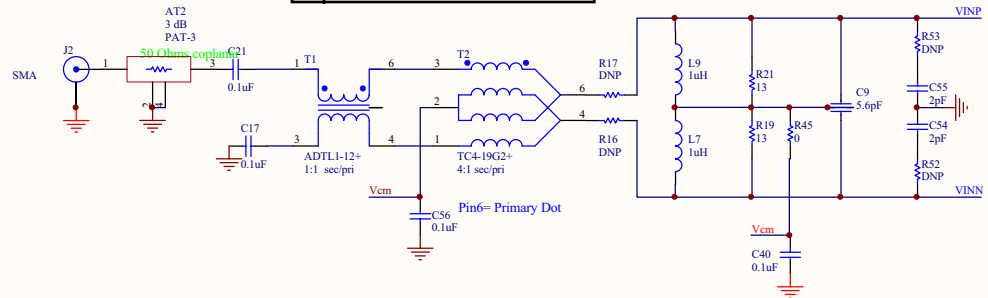 AT2
3 dB
PAT-3
50 Ohms coplanar
J2
SMA
1
3
2
4
C21
0.1uF
C17
0.1uF
T1
1
6
3
4
ADTL1-12+
1:1 sec/pri
T2
3
2
1
6
4
TC4-19G2+
4:1 sec/pri
Vcm
C56
0.1uF
Pin6= Primary Dot
R17
DNP
R16
DNP
L9
1uH
L7
1uH
R21
13
R19
13
R45
0
C9
5.6pF
Vcm
C40
0.1uF
VINP
R53
DNP
C55
2pF
C54
2pF
R52
DNP
VINN